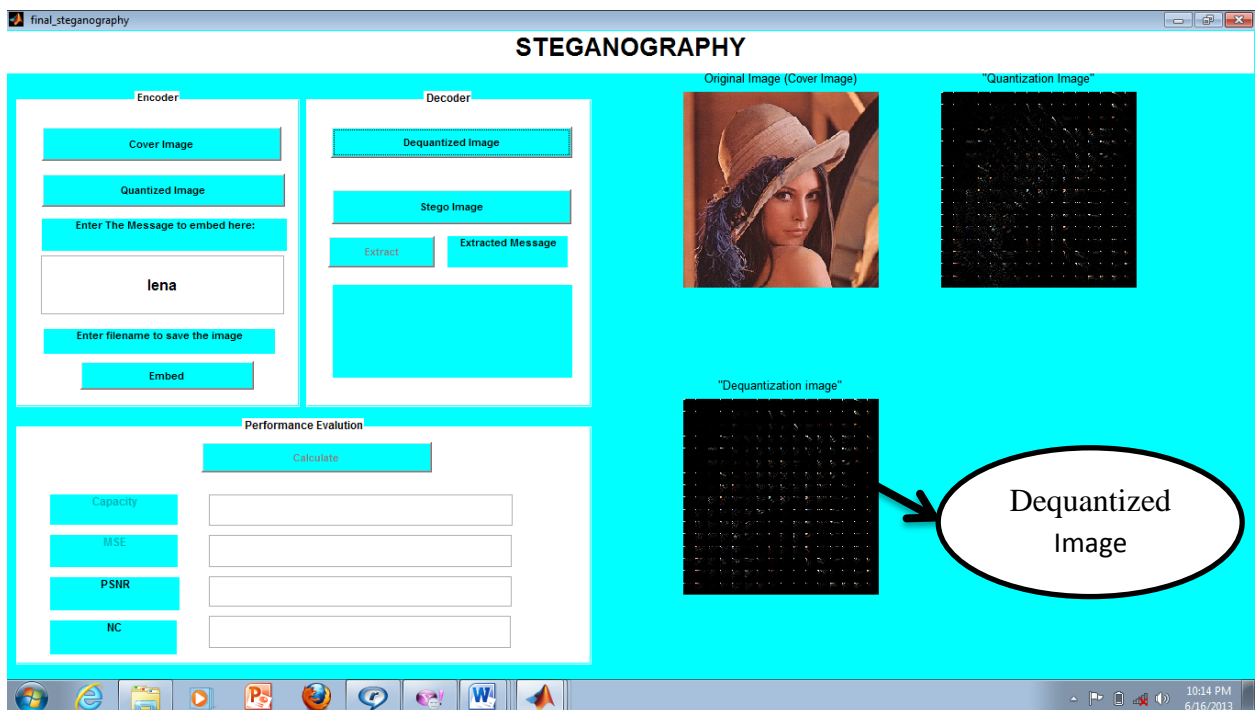 final_steganography
STEGANOGRAPHY
Encoder
Cover Image
Quantized Image
Enter The Message to embed here:
lena
Enter filename to save the image
Embed
Decoder
Dequantized Image
Stego Image
Extract
Extracted Message
Performance Evalution
Calculate
Capacity
MSE
PSNR
NC
Original Image (Cover Image)
"Quantization Image"
"Dequantization image"
Dequantized
Image
10:14 PM
6/16/2013